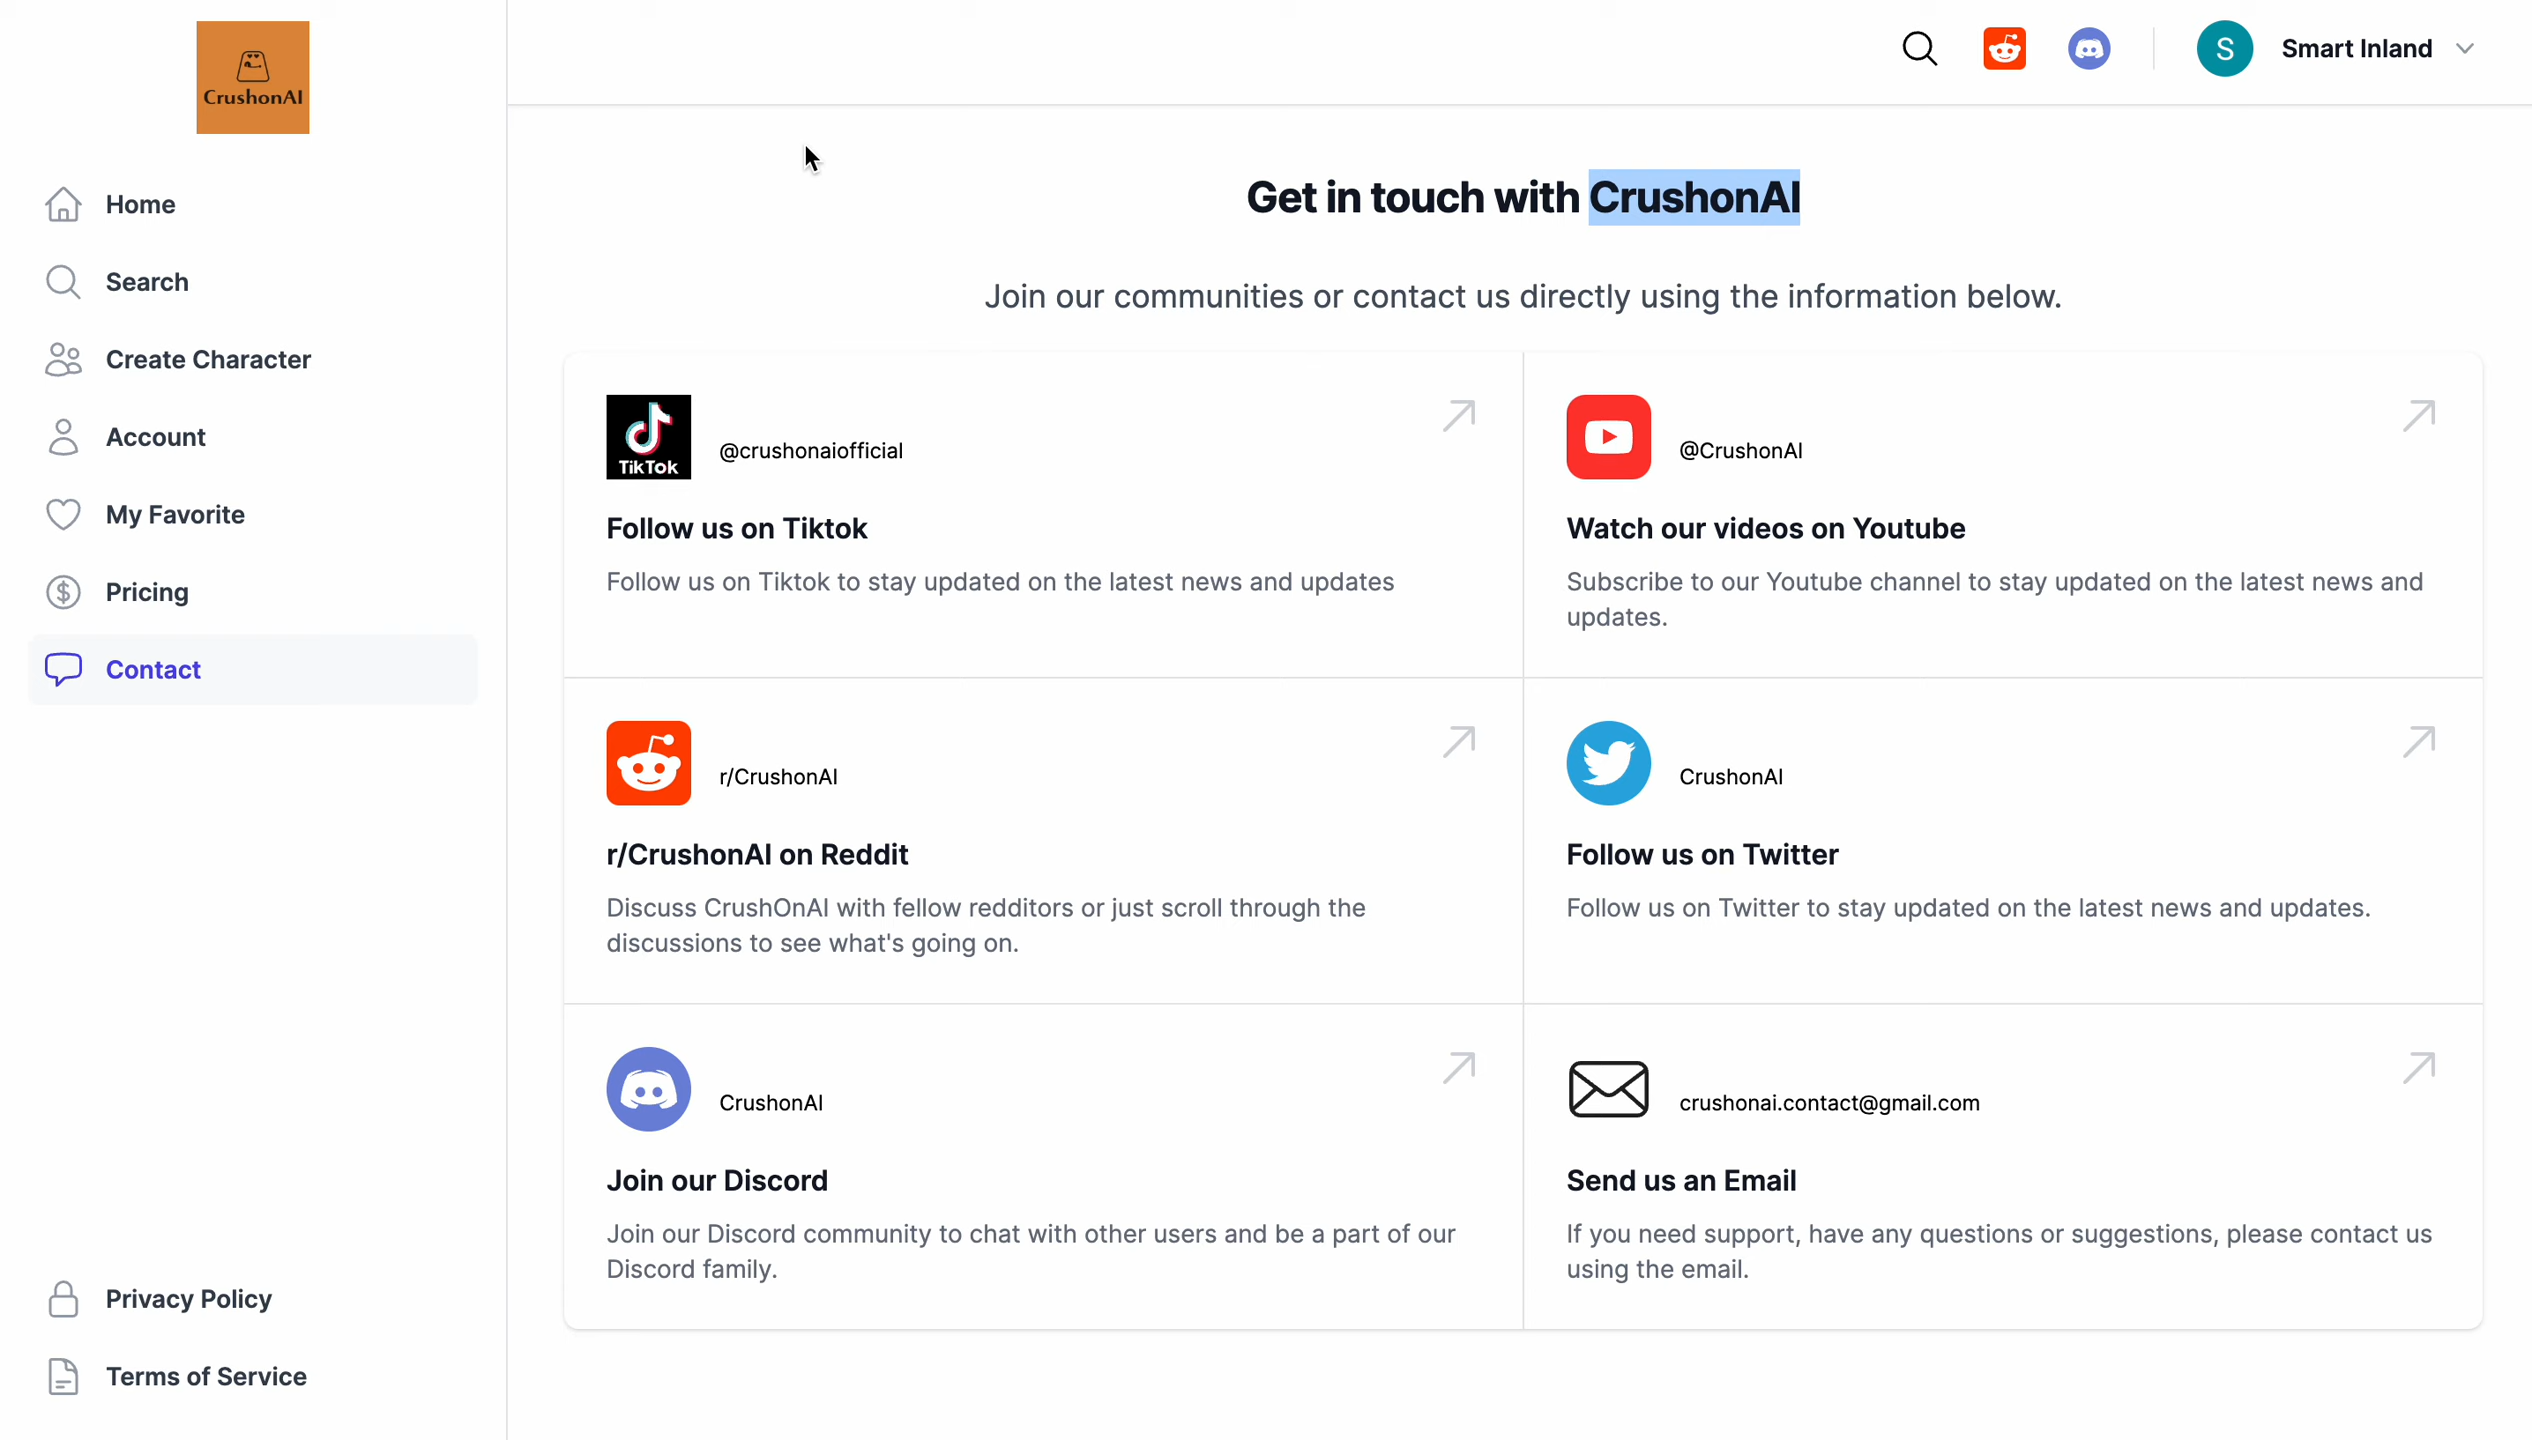 CrushonAI
Home
Search
Create Character
Account
My Favorite
Pricing
Contact
Privacy Policy
Terms of Service
S
Smart Inland
Get in touch with CrushonAI
Join our communities or contact us directly using the information below.
TikTok
@crushonaiofficial
Follow us on Tiktok
Follow us on Tiktok to stay updated on the latest news and updates
@CrushonAI
Watch our videos on Youtube
Subscribe to our Youtube channel to stay updated on the latest news and
updates.
r/CrushonAI
r/CrushonAI on Reddit
Discuss CrushOnAI with fellow redditors or just scroll through the
discussions to see what's going on.
CrushonAI
Follow us on Twitter
Follow us on Twitter to stay updated on the latest news and updates.
CrushonAI
Join our Discord
Join our Discord community to chat with other users and be a part of our
Discord family.
crushonai.contact@gmail.com
Send us an Email
If you need support, have any questions or suggestions, please contact us
using the email.